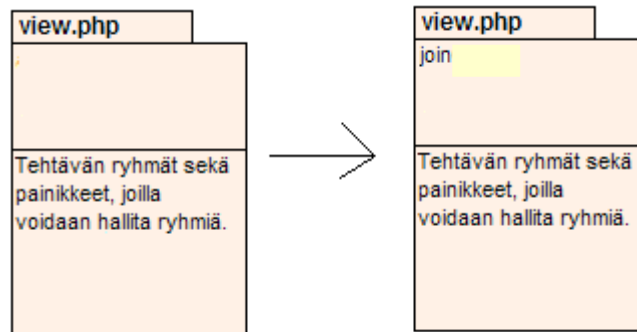 view.php
Tehtävän ryhmät sekä
painikkeet, joilla
voidaan hallita ryhmiä.
view.php
join
Tehtävän ryhmät sekä
painikkeet, joilla
voidaan hallita ryhmiä.